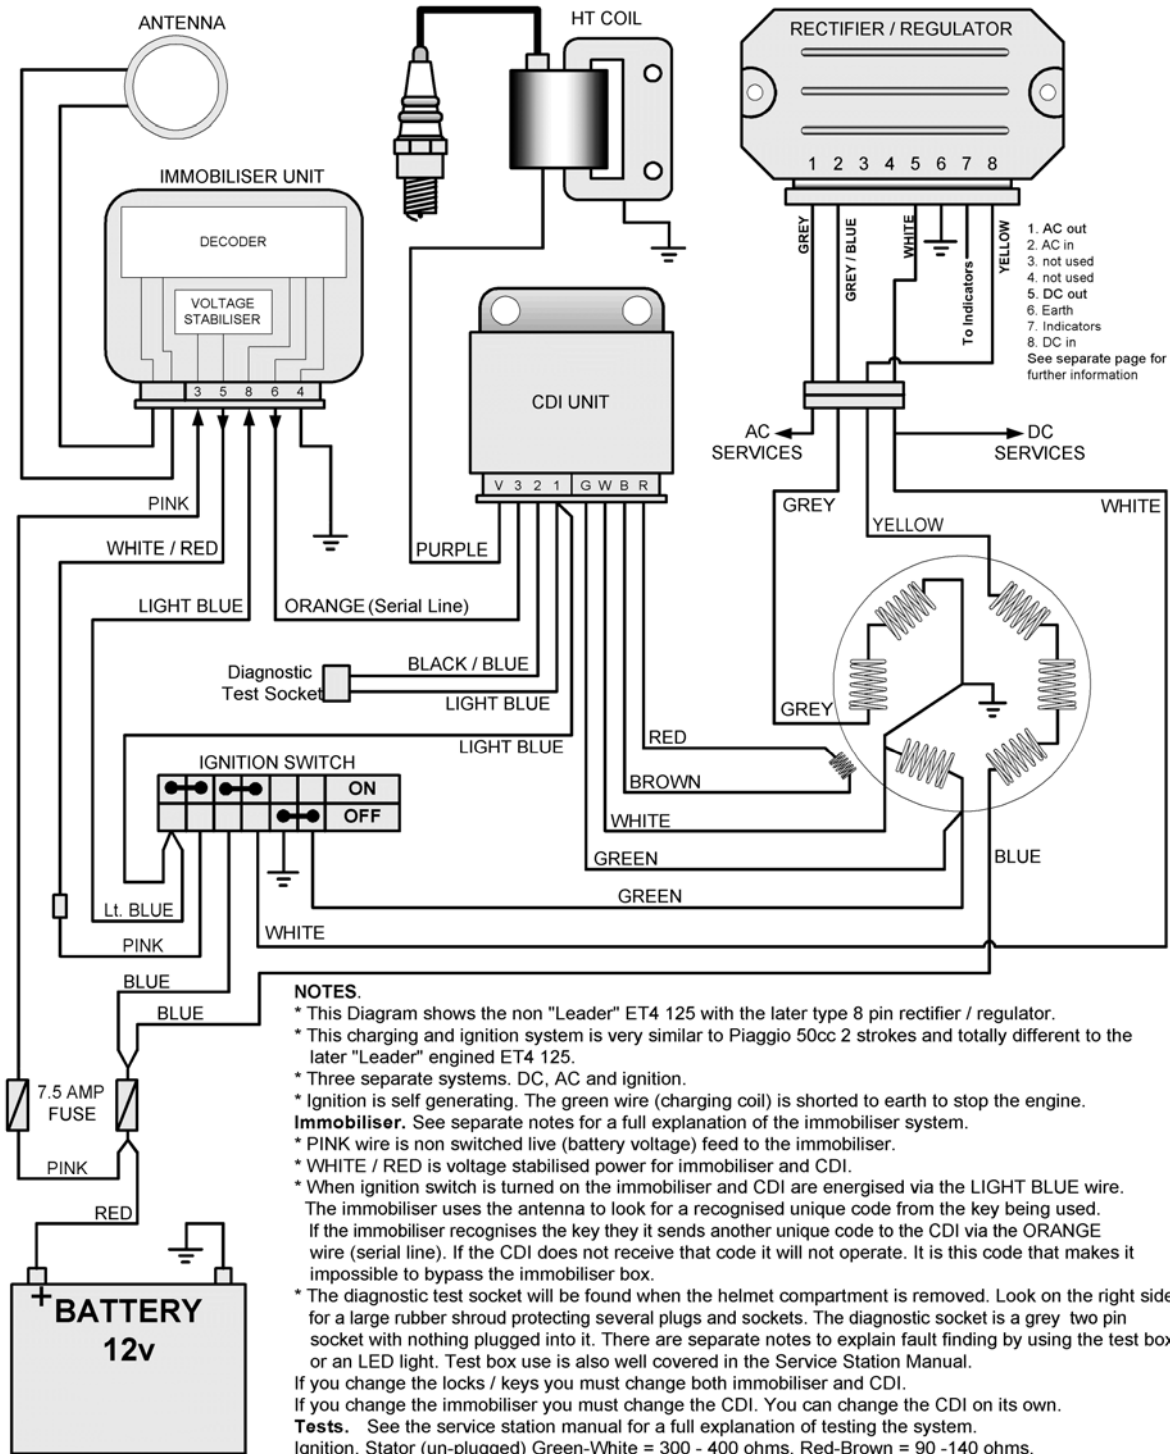 ANTENNA
HT COIL
RECTIFIER / REGULATOR
1 2 3 4 5 6 7 8
GREY
GREY / BLUE
WHITE
To Indicators
YELLOW
1. AC out
2. AC in
3. not used
4. not used
5. DC out
6. Earth
7. Indicators
8. DC in
See separate page for
further information
IMMOBILISER UNIT
DECODER
VOLTAGE
STABILISER
3 5 8 6 4
CDI UNIT
V 3 2 1 G W B R
AC
SERVICES
DC
SERVICES
PINK
WHITE / RED
LIGHT BLUE
ORANGE (Serial Line)
PURPLE
GREY
YELLOW
WHITE
Diagnostic
Test Socket
BLACK / BLUE
LIGHT BLUE
LIGHT BLUE
GREY
RED
BROWN
WHITE
GREEN
GREEN
BLUE
IGNITION SWITCH
ON
OFF
Lt. BLUE
PINK
WHITE
BLUE
BLUE
7.5 AMP
FUSE
PINK
RED
+
BATTERY
12v
NOTES.
* This Diagram shows the non "Leader" ET4 125 with the later type 8 pin rectifier / regulator.
* This charging and ignition system is very similar to Piaggio 50cc 2 strokes and totally different to the
later "Leader" engined ET4 125.
* Three separate systems. DC, AC and ignition.
* Ignition is self generating. The green wire (charging coil) is shorted to earth to stop the engine.
Immobiliser. See separate notes for a full explanation of the immobiliser system.
* PINK wire is non switched live (battery voltage) feed to the immobiliser.
* WHITE / RED is voltage stabilised power for immobiliser and CDI.
* When ignition switch is turned on the immobiliser and CDI are energised via the LIGHT BLUE wire.
The immobiliser uses the antenna to look for a recognised unique code from the key being used.
If the immobiliser recognises the key they it sends another unique code to the CDI via the ORANGE
wire (serial line). If the CDI does not receive that code it will not operate. It is this code that makes it
impossible to bypass the immobiliser box.
* The diagnostic test socket will be found when the helmet compartment is removed. Look on the right side
for a large rubber shroud protecting several plugs and sockets. The diagnostic socket is a grey two pin
socket with nothing plugged into it. There are separate notes to explain fault finding by using the test box
or an LED light. Test box use is also well covered in the Service Station Manual.
If you change the locks / keys you must change both immobiliser and CDI.
If you change the immobiliser you must change the CDI. You can change the CDI on its own.
Tests. See the service station manual for a full explanation of testing the system.
Ignition. Stator (un-plugged) Green-White = 300 - 400 ohms. Red-Brown = 90 -140 ohms.